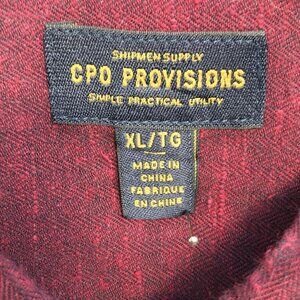 SHIPMEN SUPPLY
CPO PROVISIONS
SIMPLE PRACTICAL UTILITY
XL/TG
MADE IN
CHINA
FABRIQUE
EN CHINE